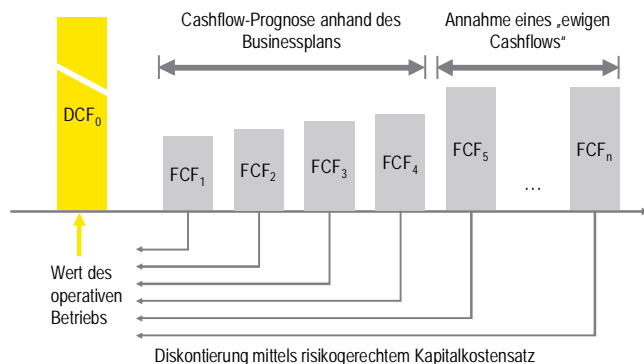 Cashflow-Prognose anhand des
Businessplans
Annahme eines „ewigen
Cashflows“
DCF₀
FCF₁
FCF₂
FCF₃
FCF₄
FCF₅
...
FCFₙ
Wert des
operativen
Betriebs
Diskontierung mittels risikogerechtem Kapitalkostensatz